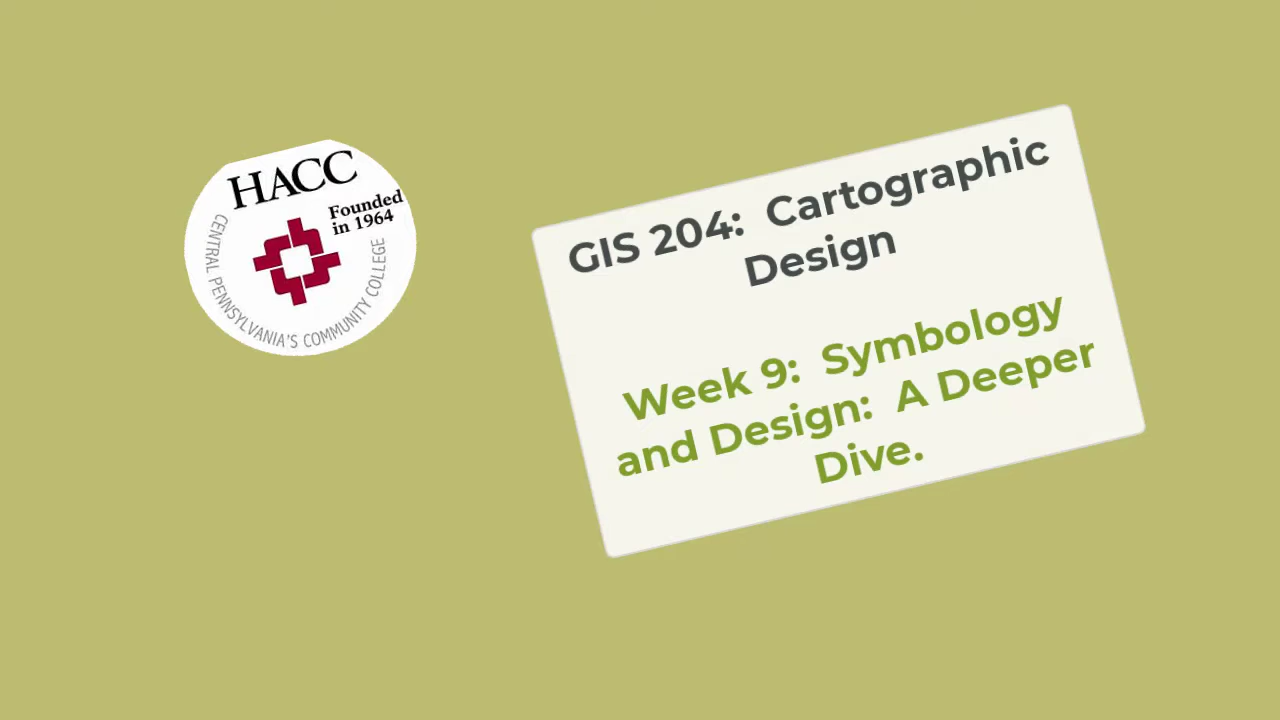 HACC
Founded
in 1964
CENTRAL PENNSYLVANIA'S COMMUNITY COLLEGE
GIS 204: Cartographic
Design
Week 9: Symbology
and Design: A Deeper
Dive.